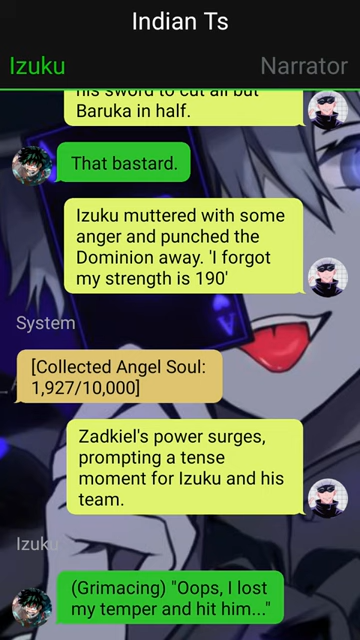 Indian Ts
Izuku
Narrator
his sword to cut all but
Baruka in half.
That bastard.
Izuku muttered with some
anger and punched the
Dominion away. 'I forgot
my strength is 190'
System
[Collected Angel Soul:
1,927/10,000]
Zadkiel's power surges,
prompting a tense
moment for Izuku and his
team.
Izuku
(Grimacing) "Oops, I lost
my temper and hit him..."
A